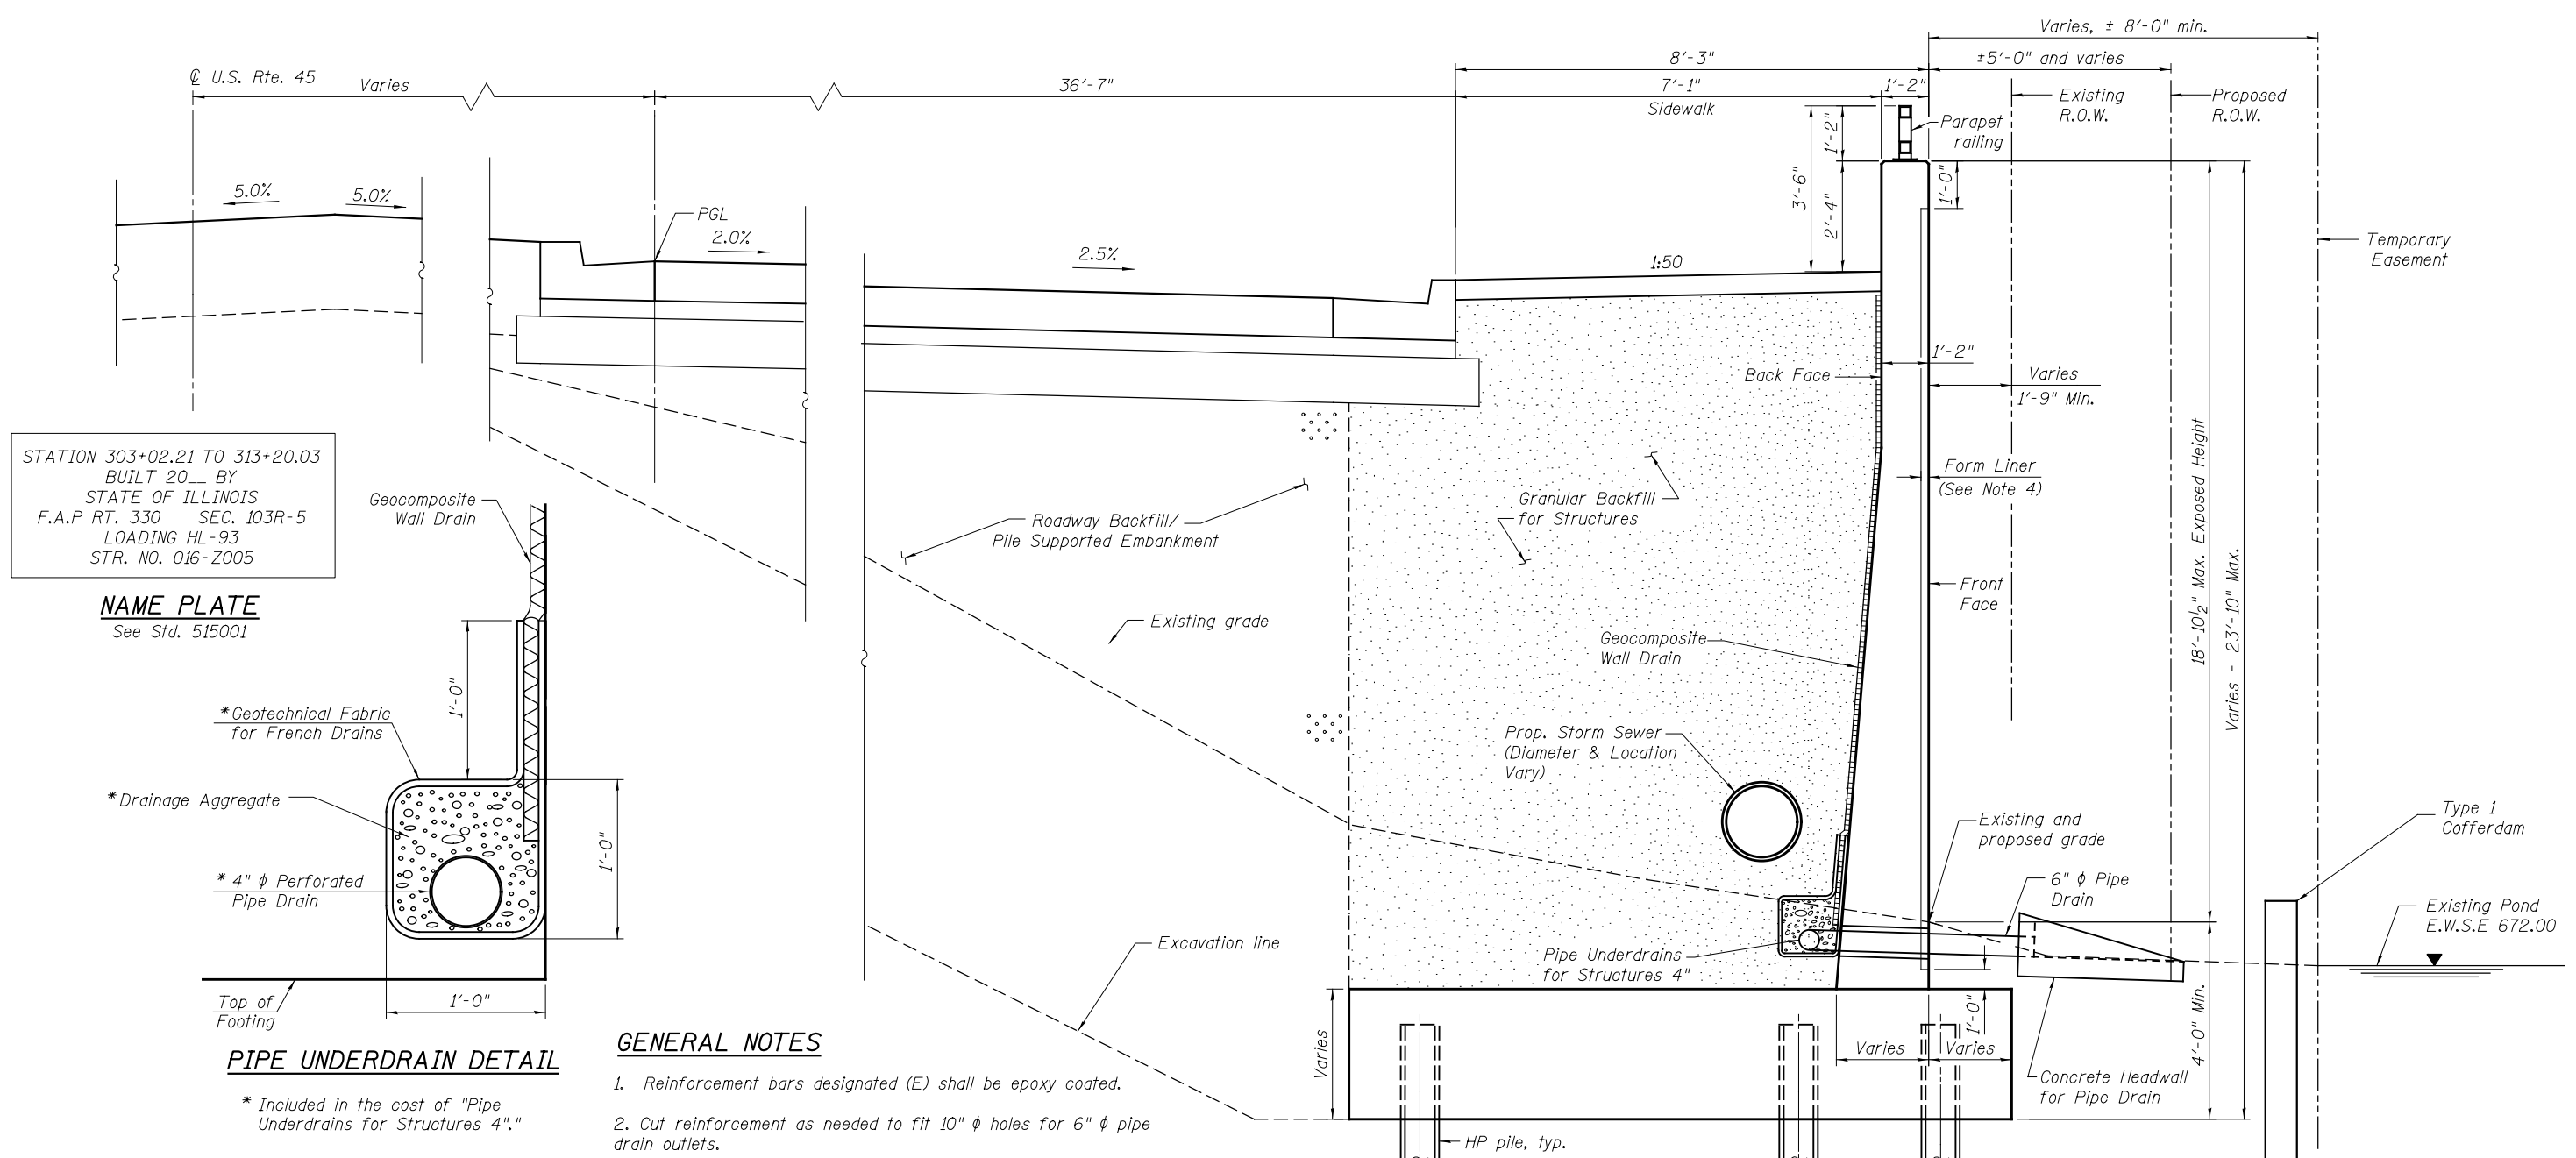 Varies, ± 8'-0" min.
8'-3"
±5'-0" and varies
℄ U.S. Rte. 45
Varies
36'-7"
7'-1"
1'-2"
Sidewalk
Existing
R.O.W.
Proposed
R.O.W.
Parapet
railing
1'-2"
3'-6"
2'-4"
1'-0"
5.0%
5.0%
PGL
2.0%
2.5%
1:50
Temporary
Easement
1'-2"
Back Face
Varies
1'-9" Min.
STATION 303+02.21 TO 313+20.03
BUILT 20__ BY
STATE OF ILLINOIS
F.A.P RT. 330 SEC. 103R-5
LOADING HL-93
STR. NO. 016-Z005
NAME PLATE
See Std. 515001
Geocomposite
Wall Drain
Roadway Backfill/
Pile Supported Embankment
Granular Backfill
for Structures
Form Liner
(See Note 4)
18'-10½" Max. Exposed Height
Varies - 23'-10" Max.
Existing grade
Front
Face
Geocomposite
Wall Drain
1'-0"
*Geotechnical Fabric
for French Drains
Prop. Storm Sewer
(Diameter & Location
Vary)
*Drainage Aggregate
1'-0"
Existing and
proposed grade
Type 1
Cofferdam
* 4" ϕ Perforated
Pipe Drain
6" ϕ Pipe
Drain
Existing Pond
E.W.S.E 672.00
Excavation line
Pipe Underdrains
for Structures 4"
Top of
Footing
1'-0"
1'-0"
4'-0" Min.
Varies
Varies
Varies
PIPE UNDERDRAIN DETAIL
* Included in the cost of "Pipe
Underdrains for Structures 4"."
Concrete Headwall
for Pipe Drain
HP pile, typ.
GENERAL NOTES
1. Reinforcement bars designated (E) shall be epoxy coated.
2. Cut reinforcement as needed to fit 10" ϕ holes for 6" ϕ pipe
drain outlets.